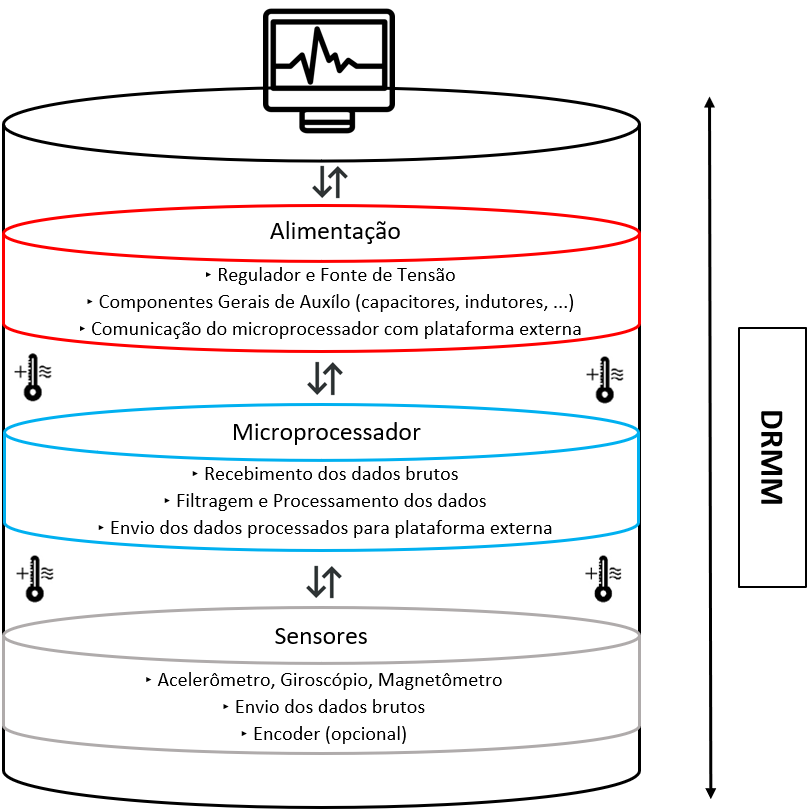 Alimentação
‣ Regulador e Fonte de Tensão
‣ Componentes Gerais de Auxílo (capacitores, indutores, ...)
‣ Comunicação do microprocessador com plataforma externa
Microprocessador
‣ Recebimento dos dados brutos
‣ Filtragem e Processamento dos dados
‣ Envio dos dados processados para plataforma externa
Sensores
‣ Acelerômetro, Giroscópio, Magnetômetro
‣ Envio dos dados brutos
‣ Encoder (opcional)
DRMM